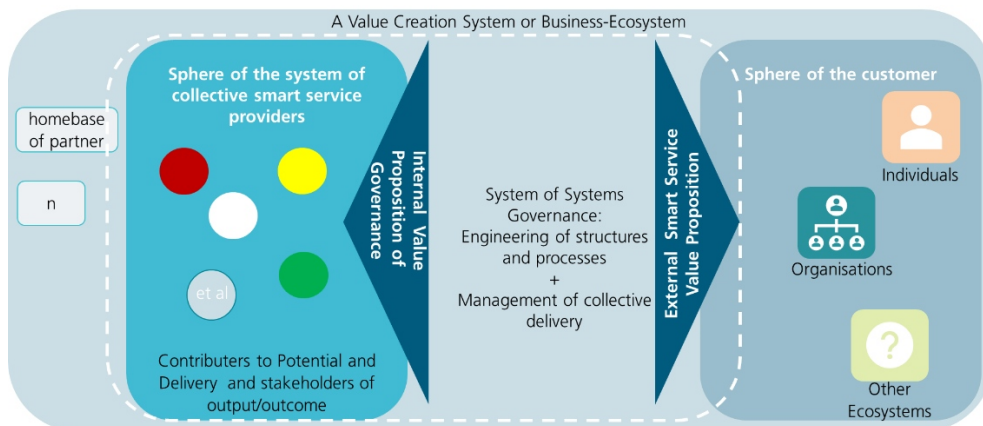 A Value Creation System or Business-Ecosystem
Sphere of the system of
collective smart service
providers
homebase
of partner
n
et al
Contributers to Potential and
Delivery and stakeholders of
output/outcome
Internal Value
Proposition of
Governance
System of Systems
Governance:
Engineering of structures
and processes
+
Management of collective
delivery
External Smart Service
Value Proposition
Sphere of the customer
Individuals
Organisations
?
Other
Ecosystems